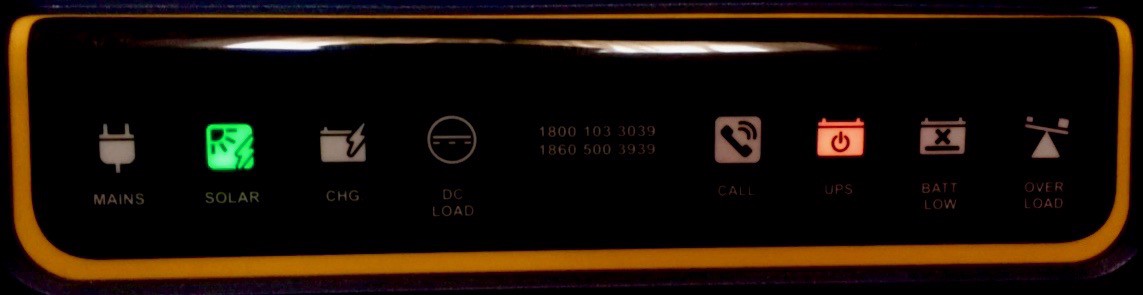 MAINS
SOLAR
CHG
DC
LOAD
1800 103 3039
1860 500 3939
CALL
UPS
BATT
LOW
OVER
LOAD